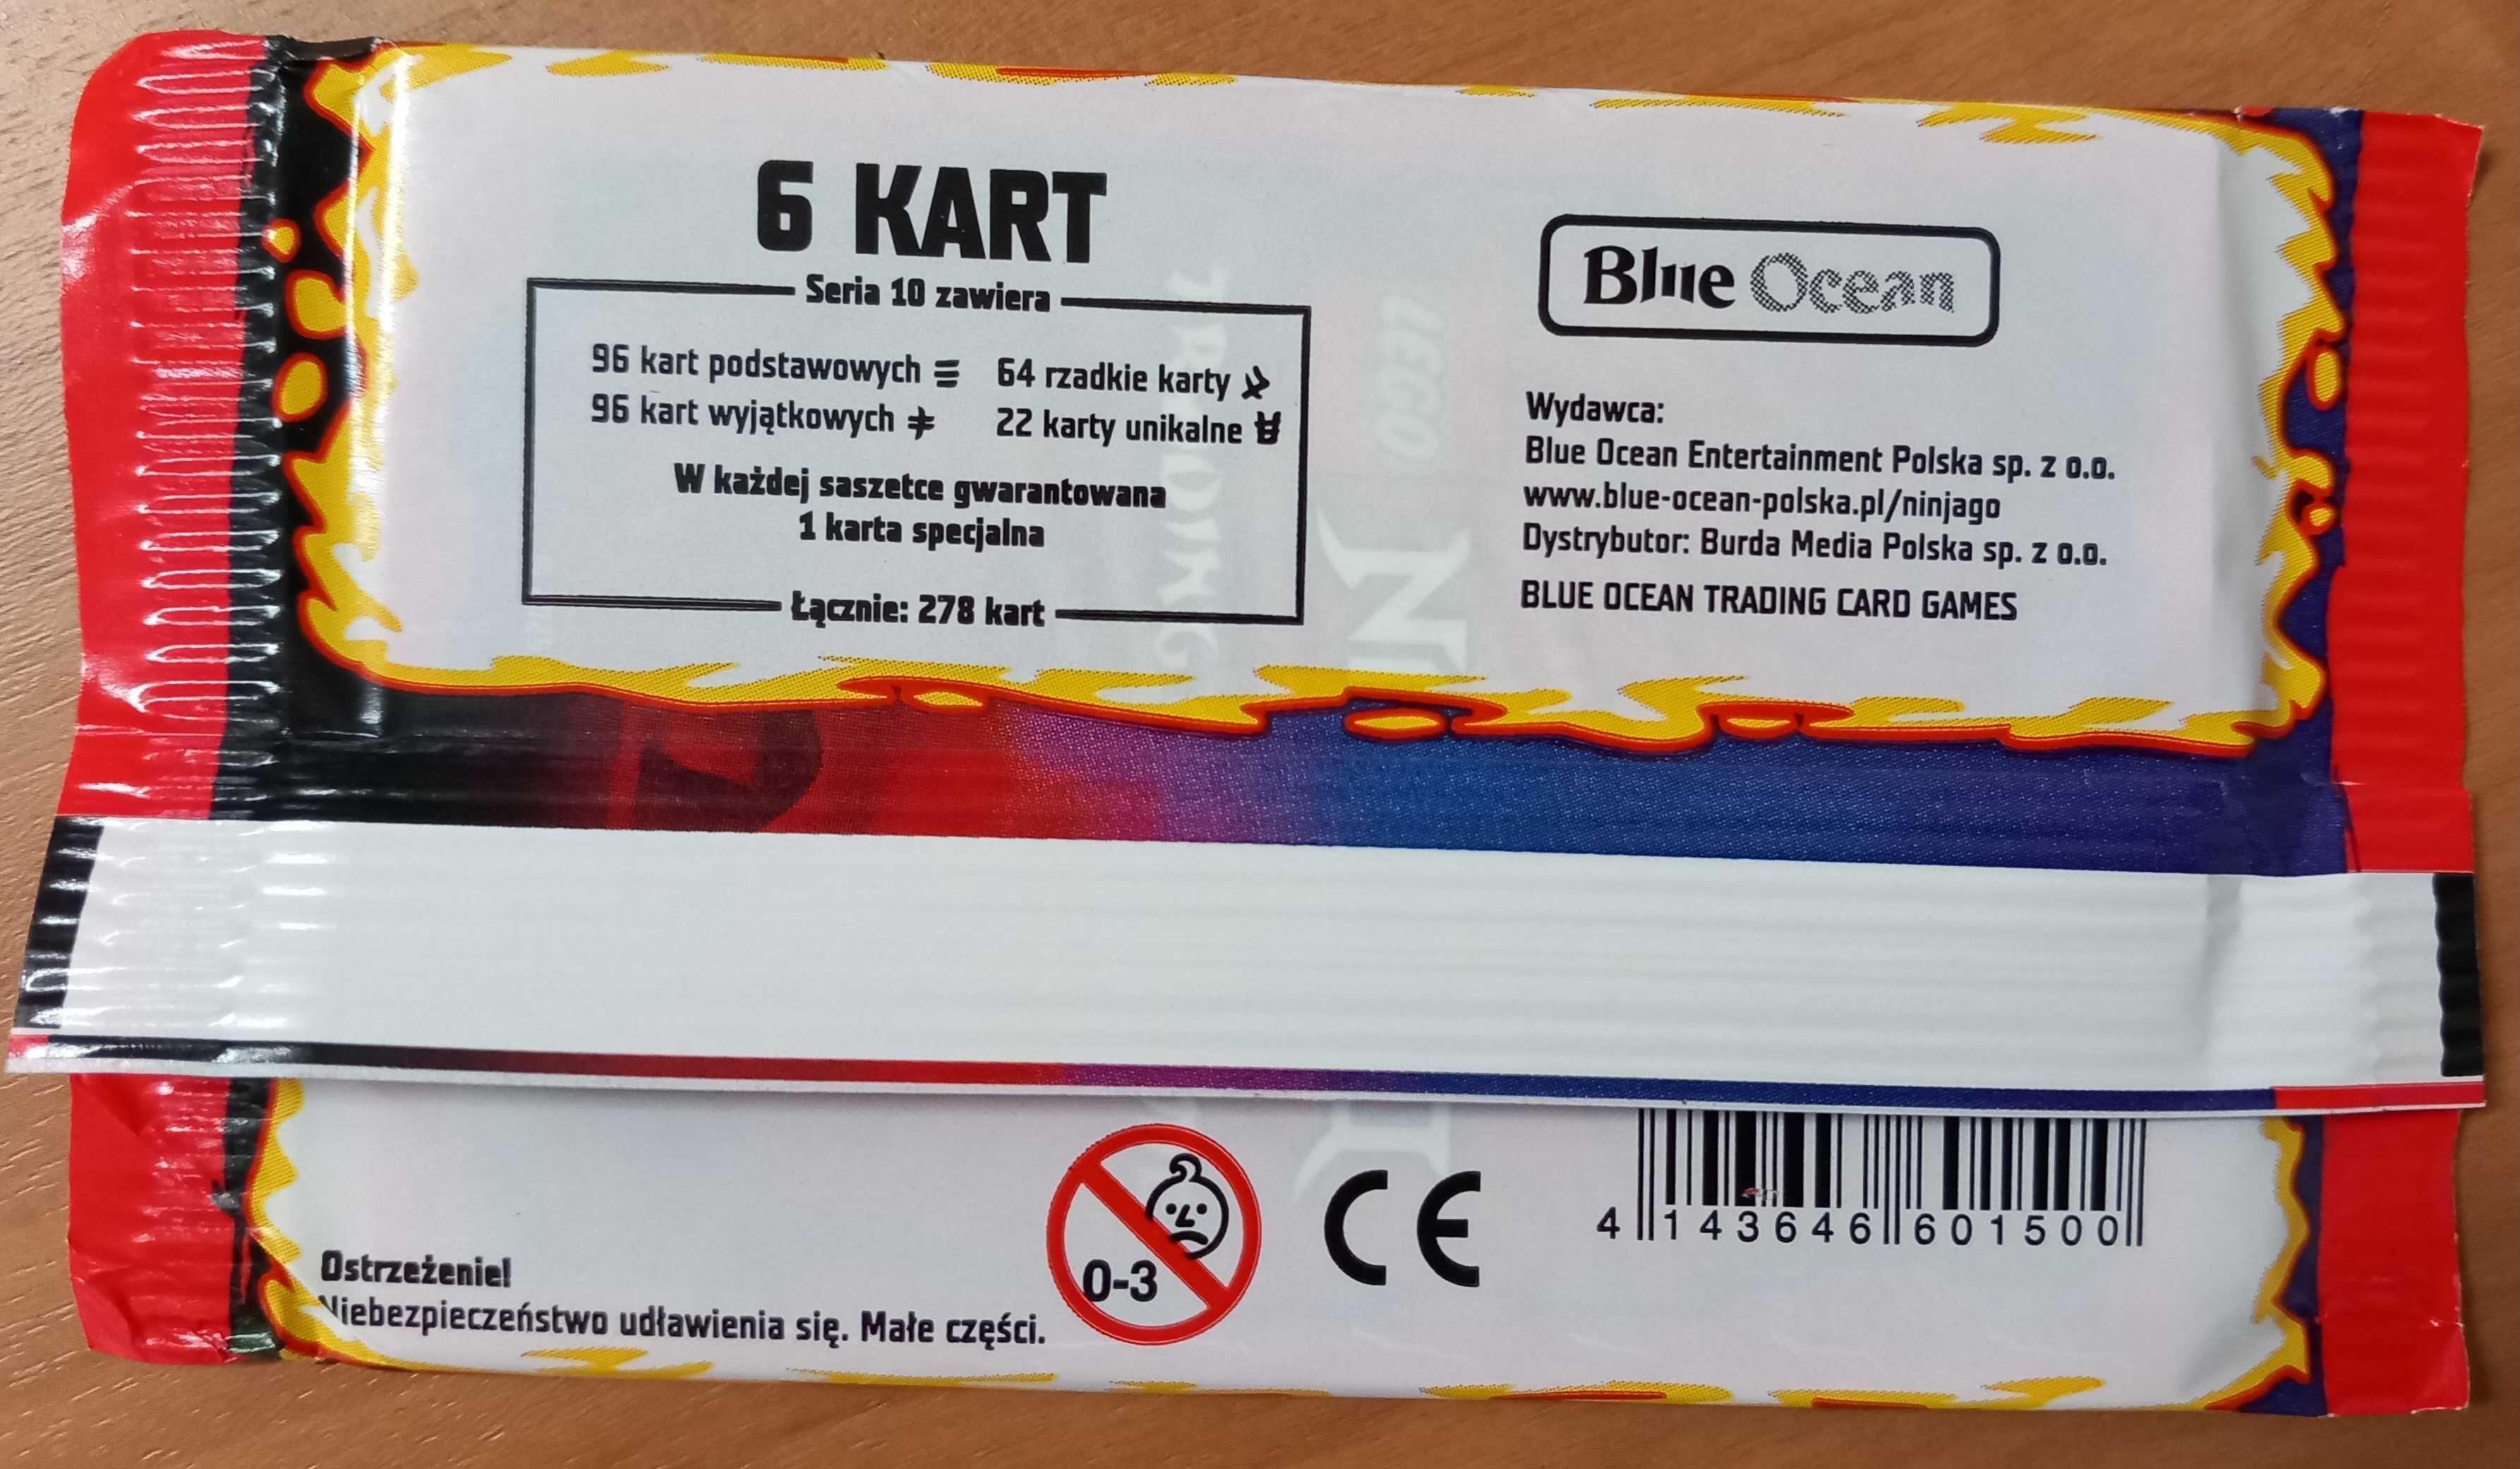 6 KART
Seria 10 zawiera
96 kart podstawowych 64 rzadkie karty
96 kart wyjątkowych 22 karty unikalne
W każdej saszetce gwarantowana
1 karta specjalna
Łącznie: 278 kart
Blue Ocean
Wydawca:
Blue Ocean Entertainment Polska sp. z o.o.
www.blue-ocean-polska.pl/ninjago
Dystrybutor: Burda Media Polska sp. z o.o.
BLUE OCEAN TRADING CARD GAMES
LEGO
TRADING
Ostrzeżenie!
Niebezpieczeństwo udławienia się. Małe części.
0-3
CE
4 143646 601500